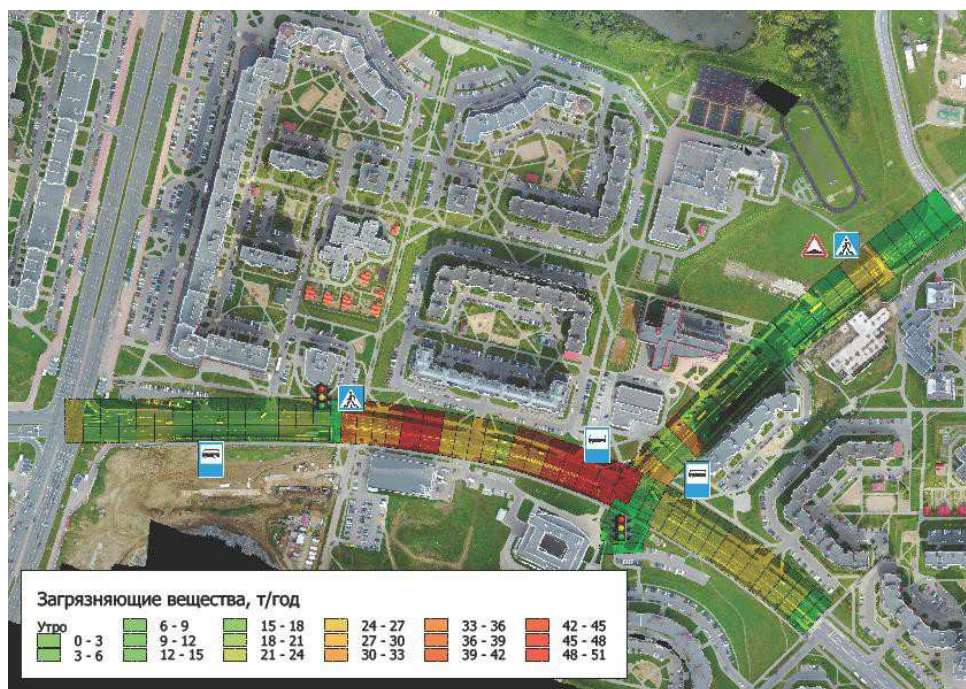 Загрязняющие вещества, т/год
Утро
0 - 3
3 - 6
6 - 9
9 - 12
12 - 15
15 - 18
18 - 21
21 - 24
24 - 27
27 - 30
30 - 33
33 - 36
36 - 39
39 - 42
42 - 45
45 - 48
48 - 51